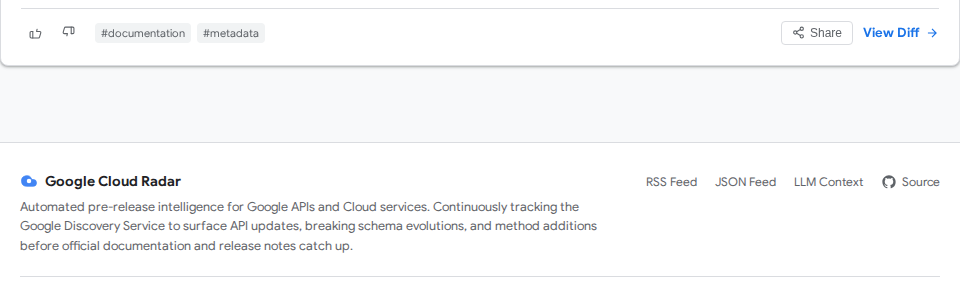 #documentation #metadata Share View Diff →
Google Cloud Radar
RSS Feed JSON Feed LLM Context Source
Automated pre-release intelligence for Google APIs and Cloud services. Continuously tracking the
Google Discovery Service to surface API updates, breaking schema evolutions, and method additions
before official documentation and release notes catch up.